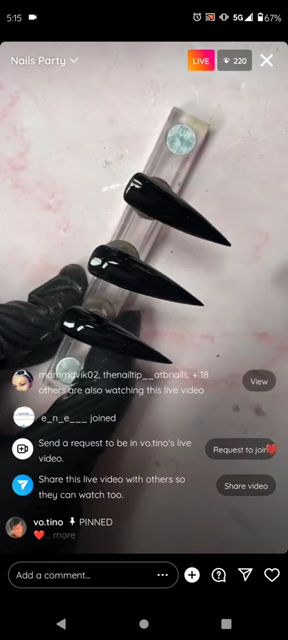 5:15
5G 67%
Nails Party
LIVE
220
mammavik02, thenailtip__atbnails, + 18
others are also watching this live video
View
e_n_e___ joined
Send a request to be in vo.tino's live
video.
Request to join
Share this live video with others so
they can watch too.
Share video
vo.tino PINNED
❤️... more
Add a comment...